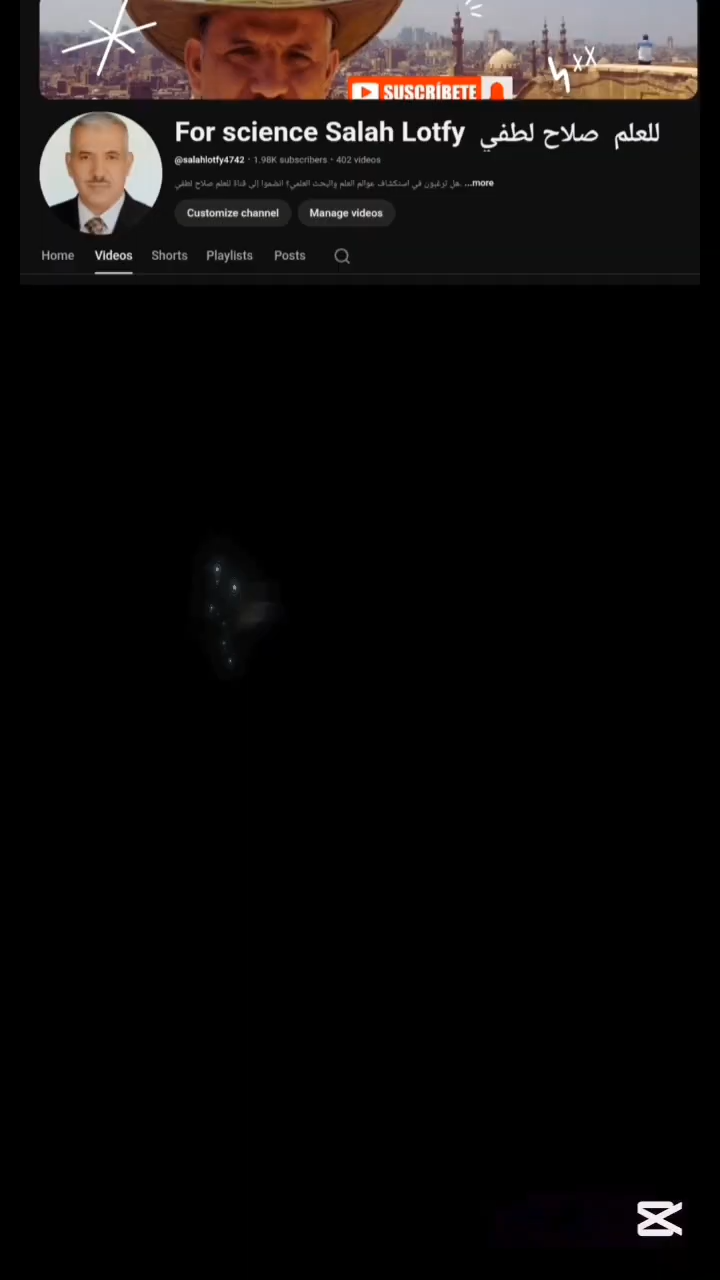 SUSCRÍBETE
For science Salah Lotfy للعلم صلاح لطفي
@salahlotfy4742 · 1.98K subscribers · 402 videos
هل ترغبون في استكشاف عوالم العلم والبحث العلمي؟ انضموا إلى قناة للعلم صلاح لطفي. ...more
Customize channel Manage videos
Home Videos Shorts Playlists Posts